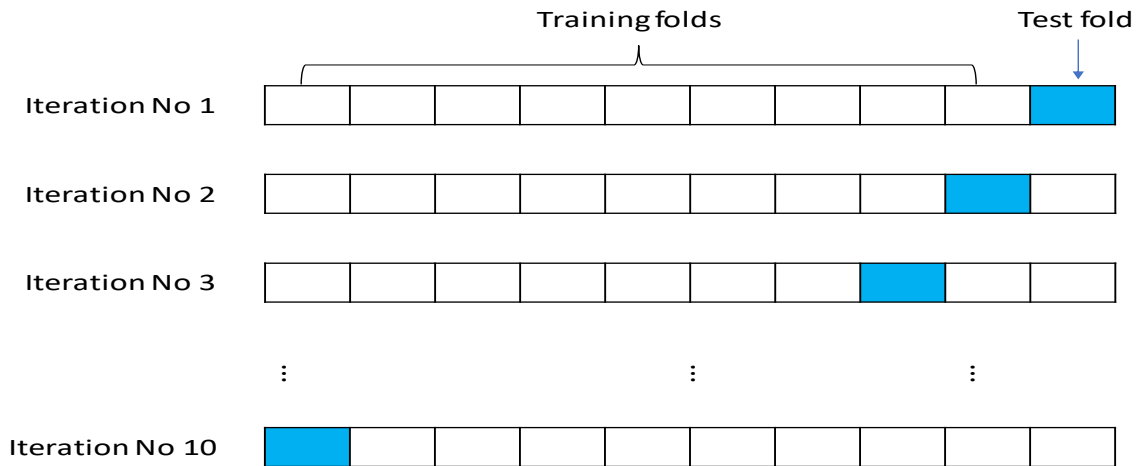 Training folds
Test fold
Iteration No 1
Iteration No 2
Iteration No 3
... ... ...
Iteration No 10